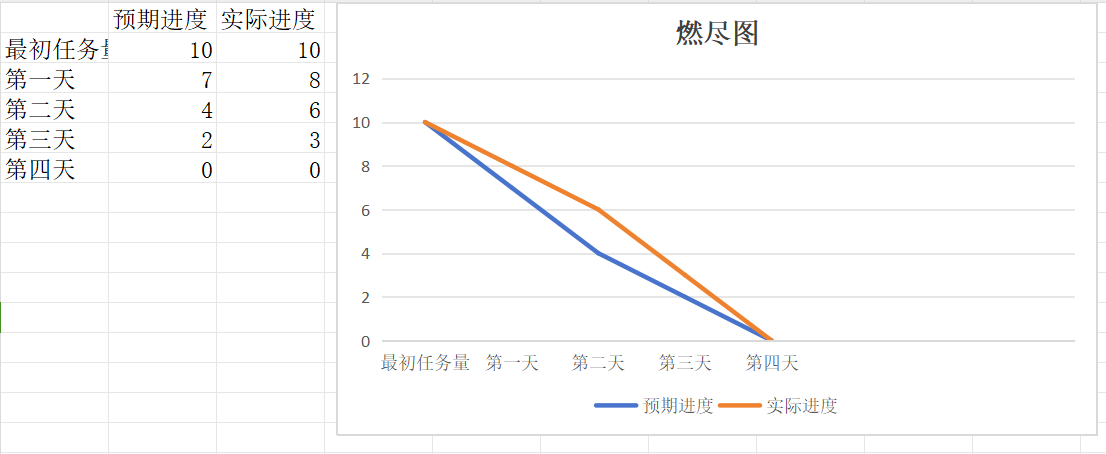 预期进度 实际进度
最初任务量 10 10
第一天 7 8
第二天 4 6
第三天 2 3
第四天 0 0
燃尽图
12
10
8
6
4
2
0
最初任务量 第一天 第二天 第三天 第四天
预期进度 实际进度